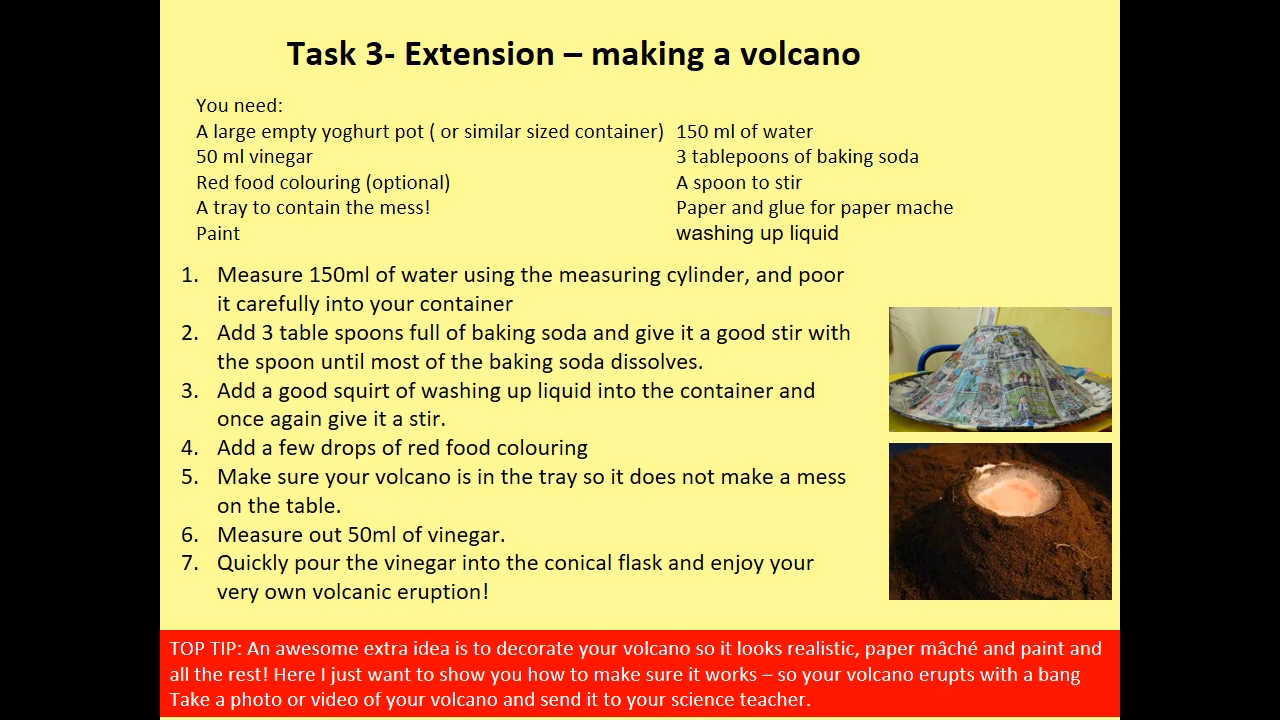 Task 3- Extension – making a volcano
You need:
A large empty yoghurt pot ( or similar sized container)
50 ml vinegar
Red food colouring (optional)
A tray to contain the mess!
Paint
150 ml of water
3 tablepoons of baking soda
A spoon to stir
Paper and glue for paper mache
washing up liquid
1. Measure 150ml of water using the measuring cylinder, and poor
it carefully into your container
2. Add 3 table spoons full of baking soda and give it a good stir with
the spoon until most of the baking soda dissolves.
3. Add a good squirt of washing up liquid into the container and
once again give it a stir.
4. Add a few drops of red food colouring
5. Make sure your volcano is in the tray so it does not make a mess
on the table.
6. Measure out 50ml of vinegar.
7. Quickly pour the vinegar into the conical flask and enjoy your
very own volcanic eruption!
TOP TIP: An awesome extra idea is to decorate your volcano so it looks realistic, paper mâché and paint and
all the rest! Here I just want to show you how to make sure it works – so your volcano erupts with a bang
Take a photo or video of your volcano and send it to your science teacher.